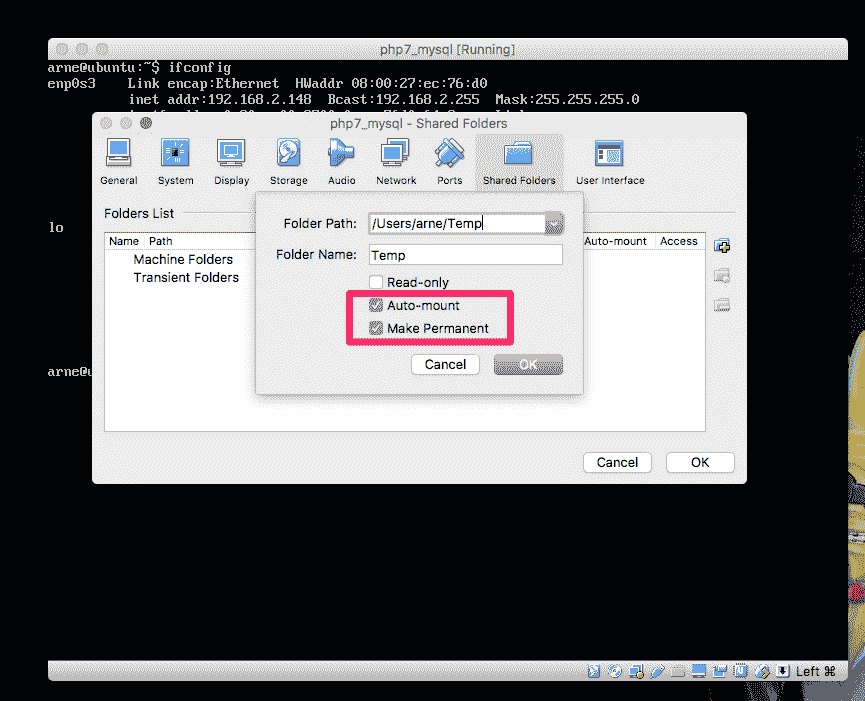 php7_mysql [Running]
arne@ubuntu:~$ ifconfig
enp0s3 Link encap:Ethernet HWaddr 08:00:27:ec:76:d0
inet addr:192.168.2.148 Bcast:192.168.2.255 Mask:255.255.255.0
php7_mysql - Shared Folders
General System Display Storage Audio Network Ports Shared Folders User Interface
Folders List
Folder Path: /Users/arne/Temp
lo
Name Path Auto-mount Access
Folder Name: Temp
Machine Folders
Transient Folders
Read-only
Auto-mount
Make Permanent
Cancel OK
Cancel OK
Left ⌘